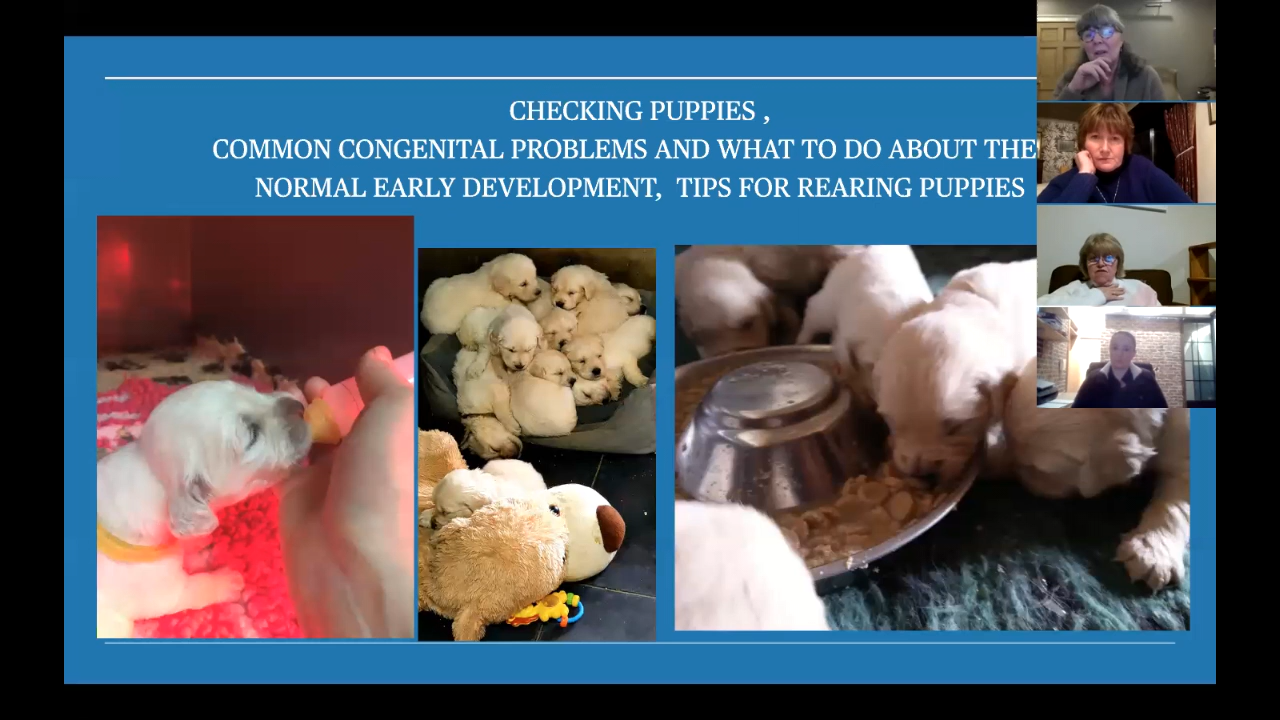 CHECKING PUPPIES ,
COMMON CONGENITAL PROBLEMS AND WHAT TO DO ABOUT THE
NORMAL EARLY DEVELOPMENT, TIPS FOR REARING PUPPIES